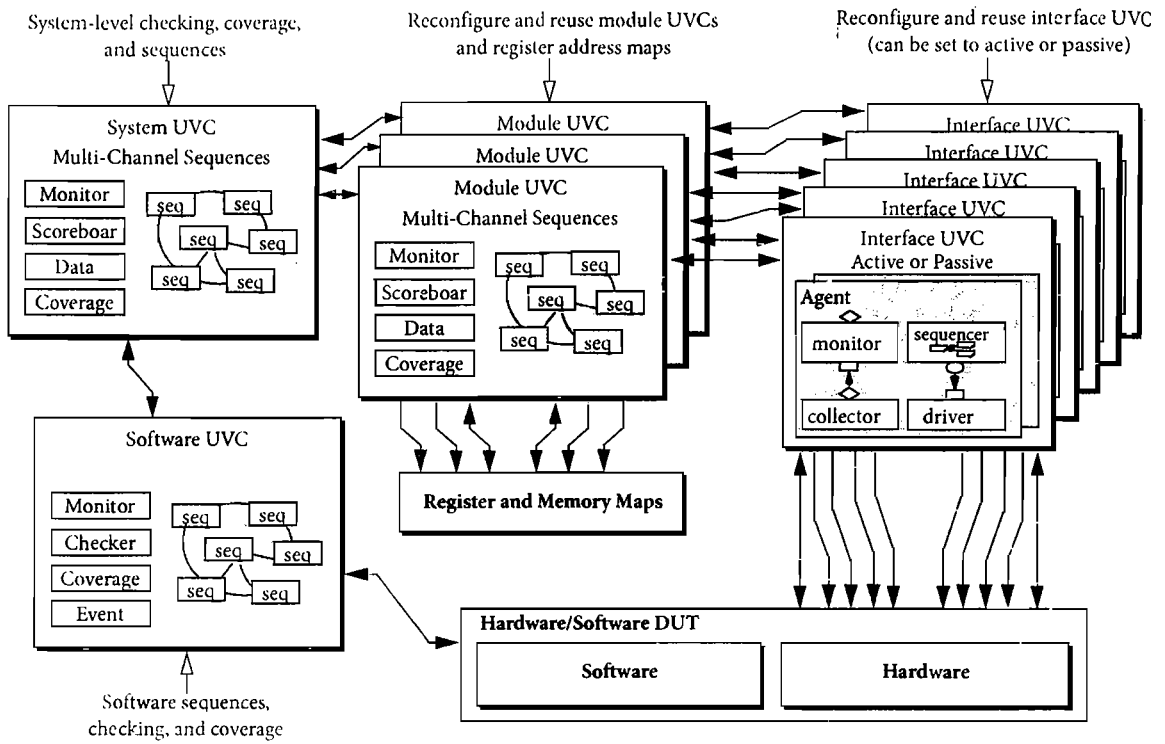 System-level checking, coverage,
and sequences
Reconfigure and reuse module UVCs
and register address maps
Reconfigure and reuse interface UVC
(can be set to active or passive)
System UVC
Multi-Channel Sequences
Monitor
Scoreboar
Data
Coverage
seq
seq
seq
seq
seq
seq
Module UVC
Module UVC
Module UVC
Multi-Channel Sequences
Monitor
Scoreboar
Data
Coverage
seq
seq
seq
seq
seq
seq
Interface UVC
Interface UVC
Interface UVC
Interface UVC
Interface UVC
Active or Passive
Agent
monitor
sequencer
collector
driver
Software UVC
Monitor
Checker
Coverage
Event
seq
seq
seq
seq
seq
seq
Register and Memory Maps
Hardware/Software DUT
Software
Hardware
Software sequences,
checking, and coverage